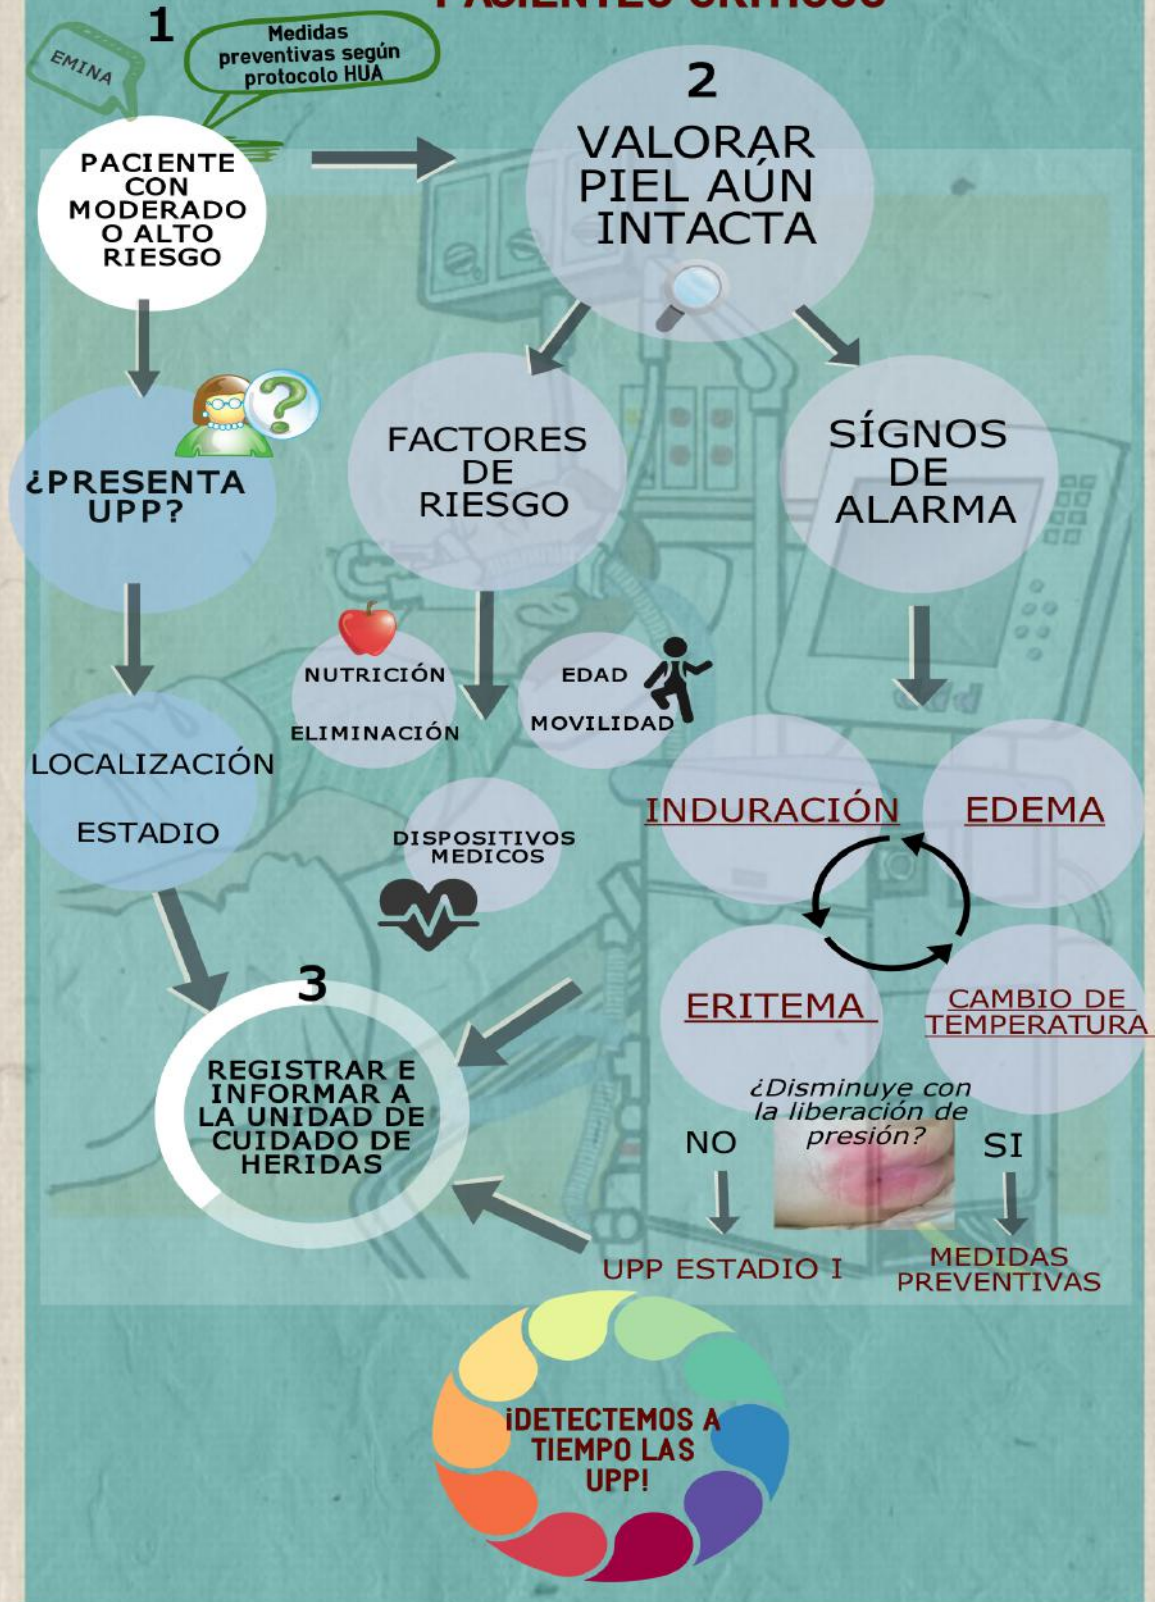 PACIENTES CRÍTICOS
1
EMINA
Medidas
preventivas según
protocolo HUA
PACIENTE
CON
MODERADO
O ALTO
RIESGO
2
VALORAR
PIEL AÚN
INTACTA
¿PRESENTA
UPP?
FACTORES
DE
RIESGO
SÍGNOS
DE
ALARMA
NUTRICIÓN
ELIMINACIÓN
EDAD
MOVILIDAD
LOCALIZACIÓN
ESTADIO
DISPOSITIVOS
MEDICOS
INDURACIÓN
EDEMA
ERITEMA
CAMBIO DE
TEMPERATURA
3
REGISTRAR E
INFORMAR A
LA UNIDAD DE
CUIDADO DE
HERIDAS
¿Disminuye con
la liberación de
presión?
NO
SI
UPP ESTADIO I
MEDIDAS
PREVENTIVAS
¡DETECTEMOS A
TIEMPO LAS
UPP!